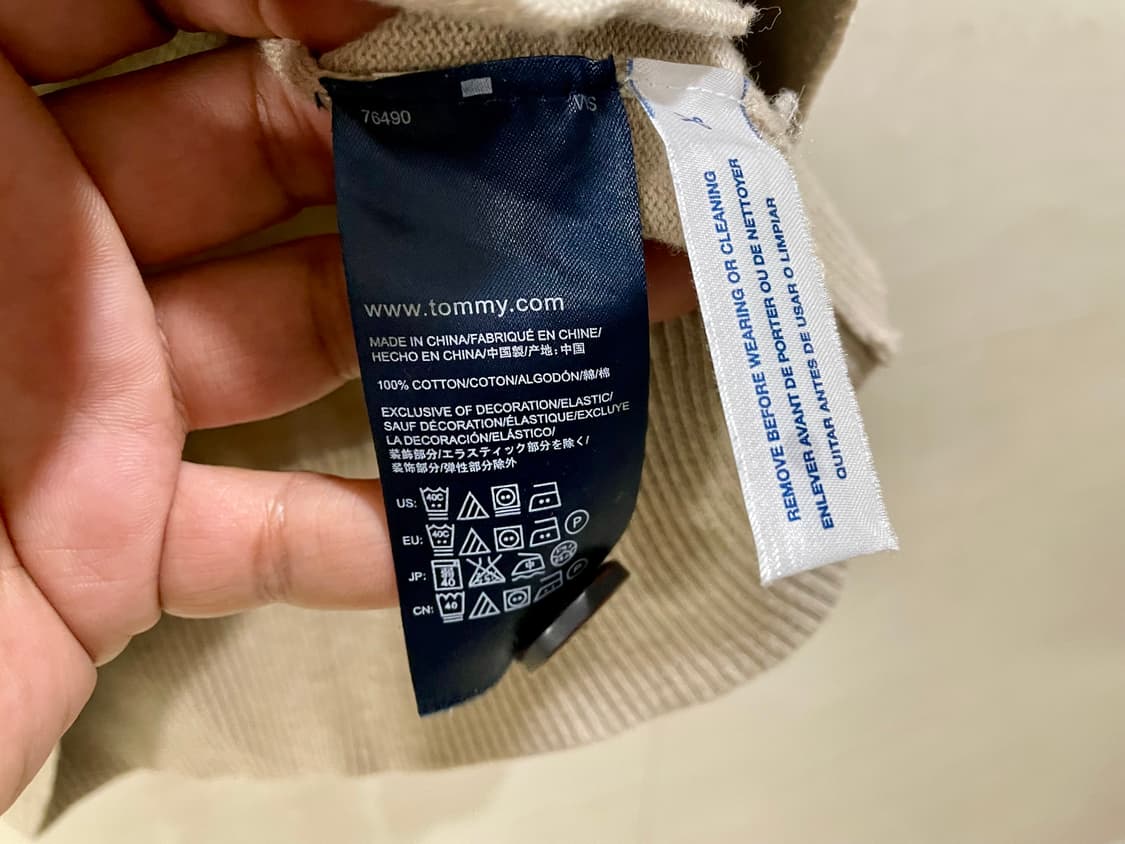 76490
www.tommy.com
MADE IN CHINA/FABRIQUÉ EN CHINE/
HECHO EN CHINA/中国製/产地:中国
100% COTTON/COTON/ALGODÓN/綿/棉
EXCLUSIVE OF DECORATION/ELASTIC/
SAUF DÉCORATION/ÉLASTIQUE/EXCLUYE
LA DECORACIÓN/ELÁSTICO/
装飾部分/エラスティック部分を除く/
装饰部分/弹性部分除外
US: 40C
EU: 40C P
JP: 40
CN: 40
REMOVE BEFORE WEARING OR CLEANING
ENLEVER AVANT DE PORTER OU DE NETTOYER
QUITAR ANTES DE USAR O LIMPIAR